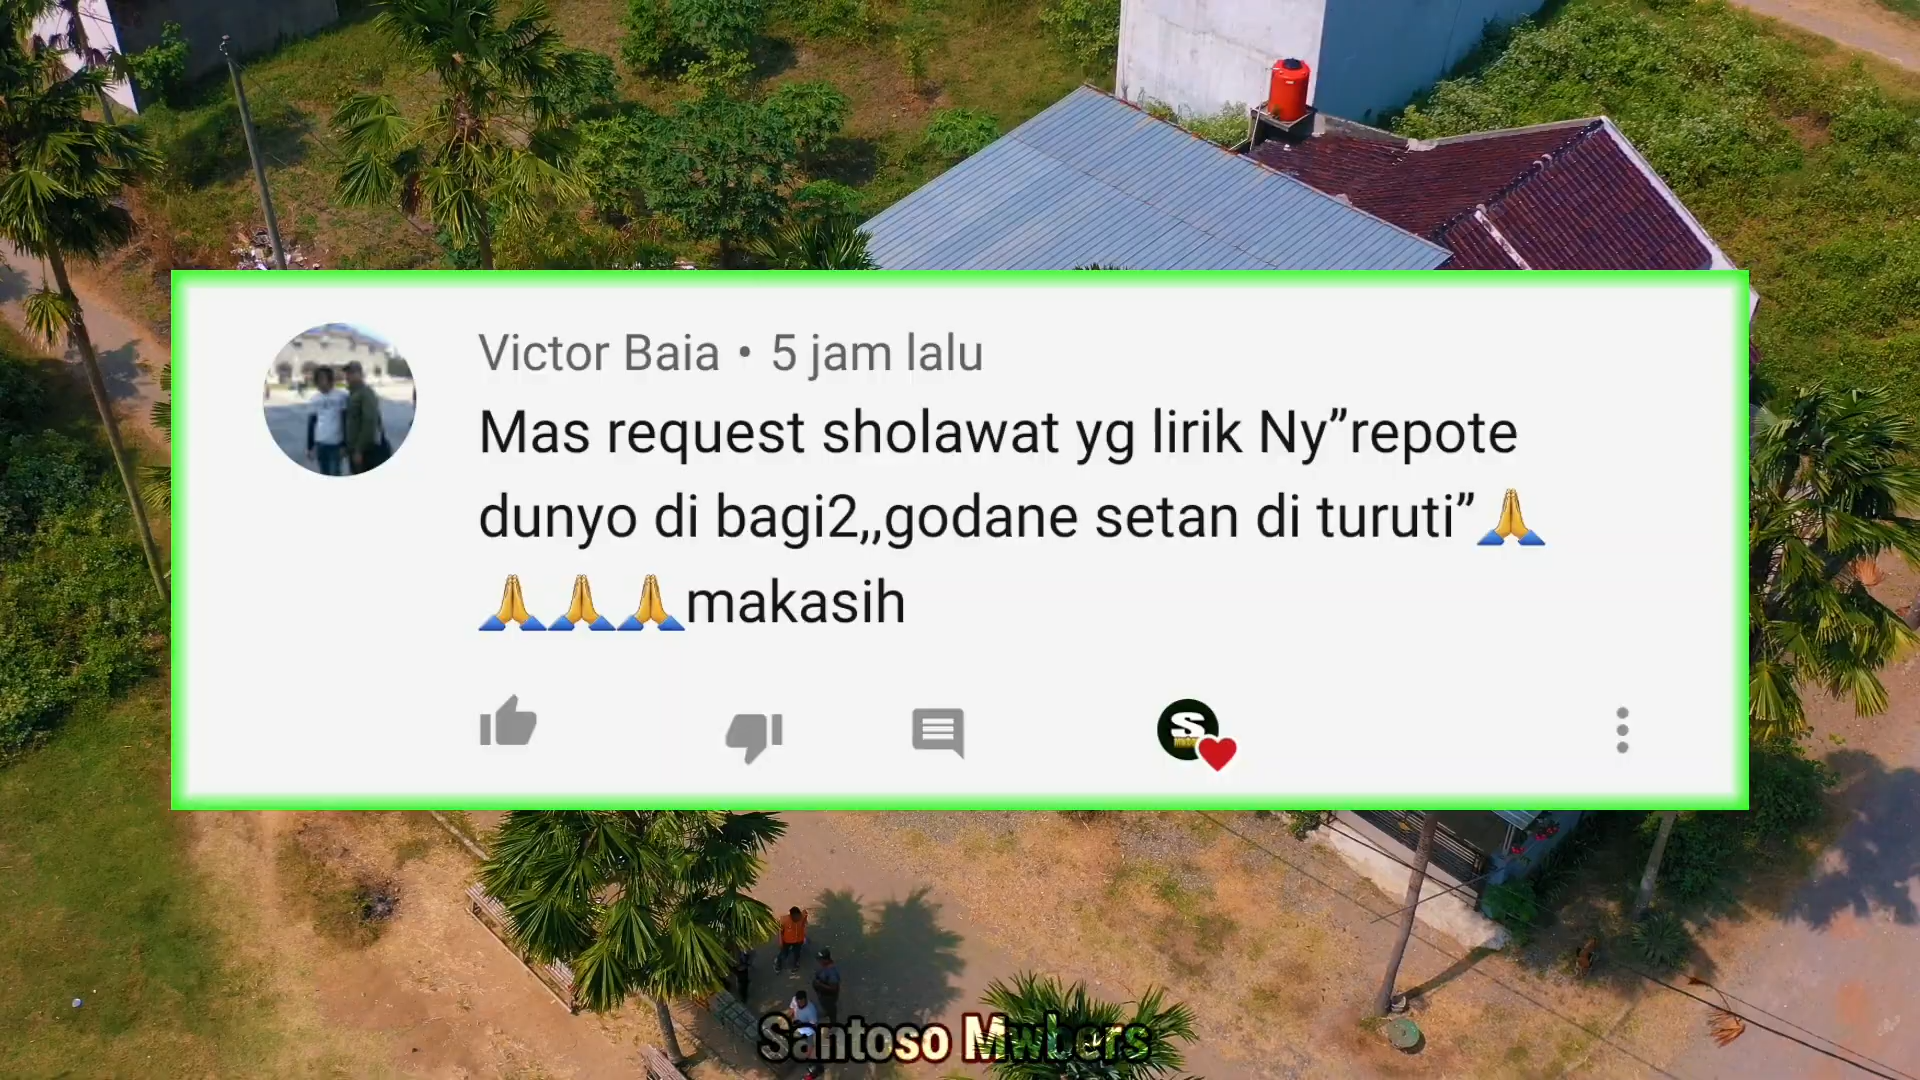 Victor Baia • 5 jam lalu
Mas request sholawat yg lirik Ny”repote
dunyo di bagi2,,godane setan di turuti”🙏
🙏🙏🙏makasih
S
Santoso Mwbers